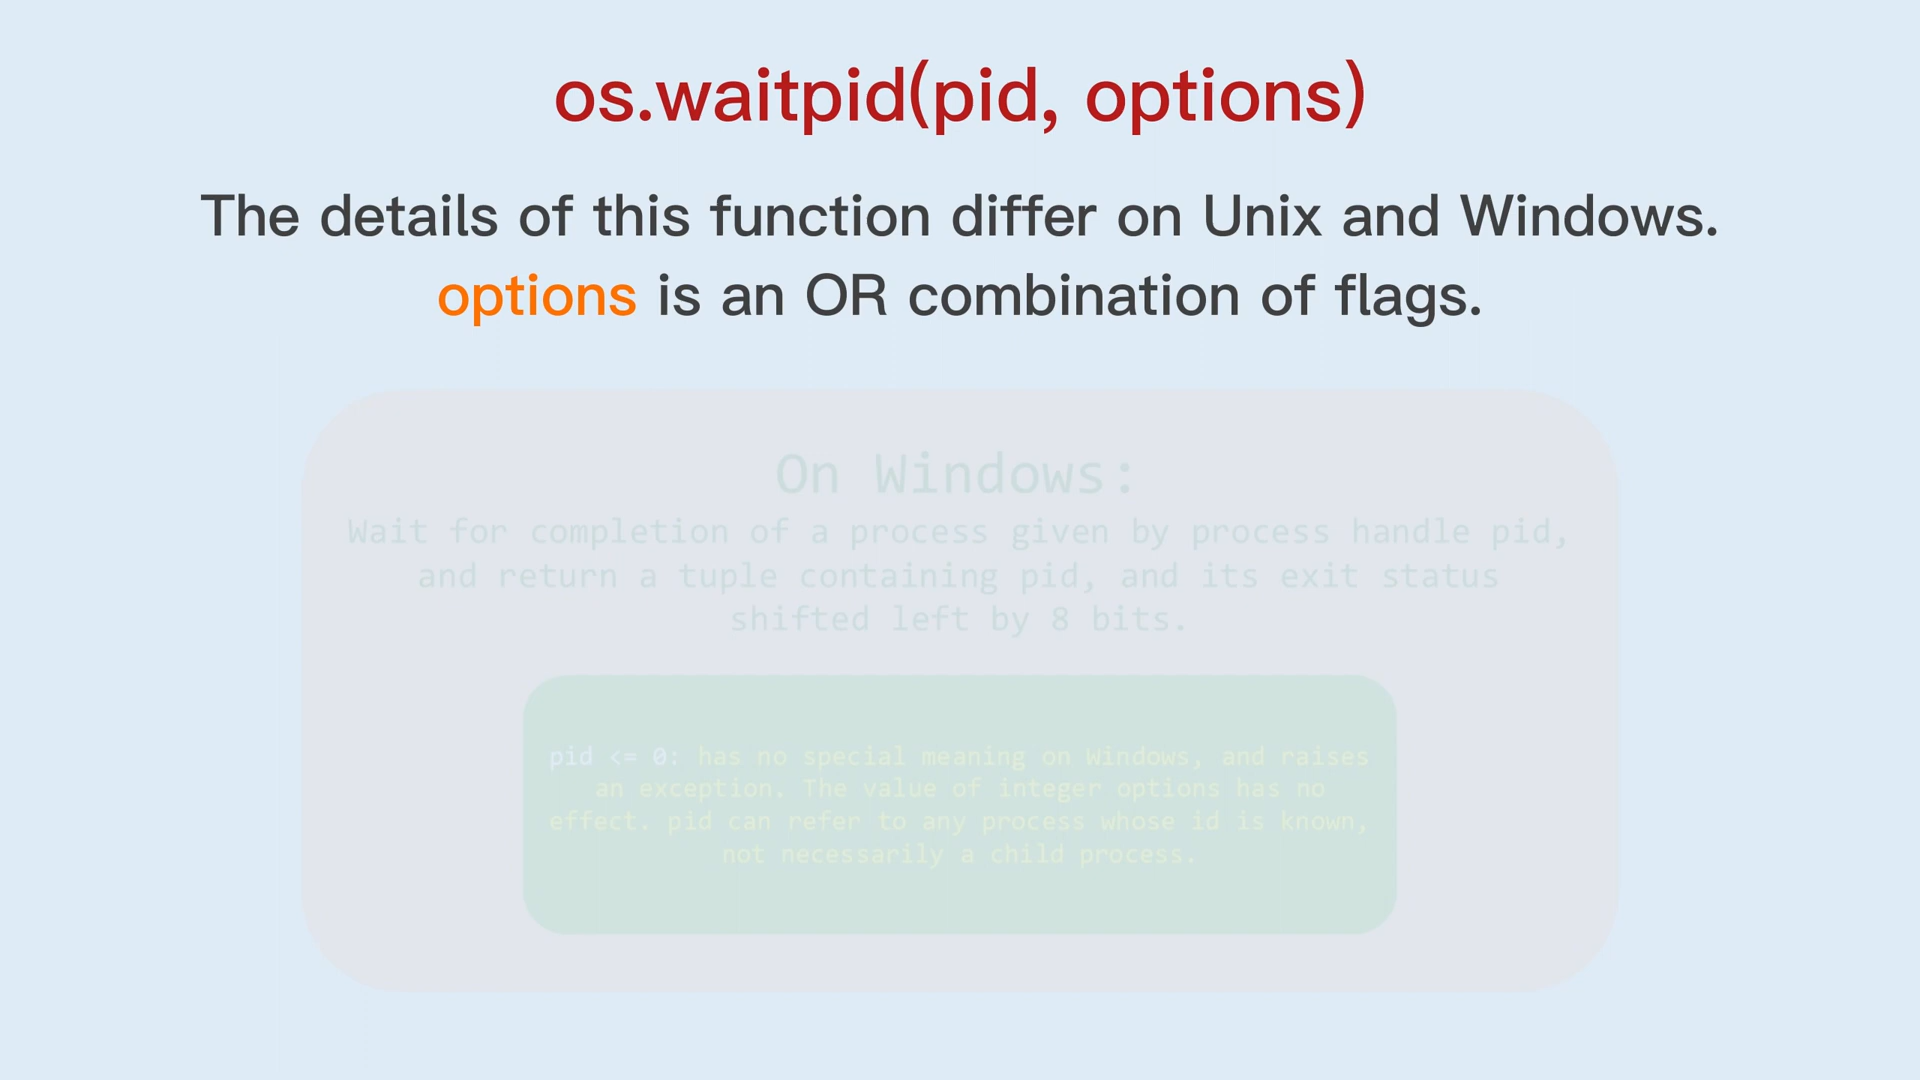 os.waitpid(pid, options)
The details of this function differ on Unix and Windows.
options is an OR combination of flags.
On Windows:
Wait for completion of a process given by process handle pid,
and return a tuple containing pid, and its exit status
shifted left by 8 bits.
pid <= 0: has no special meaning on Windows, and raises
an exception. The value of integer options has no
effect. pid can refer to any process whose id is known,
not necessarily a child process.